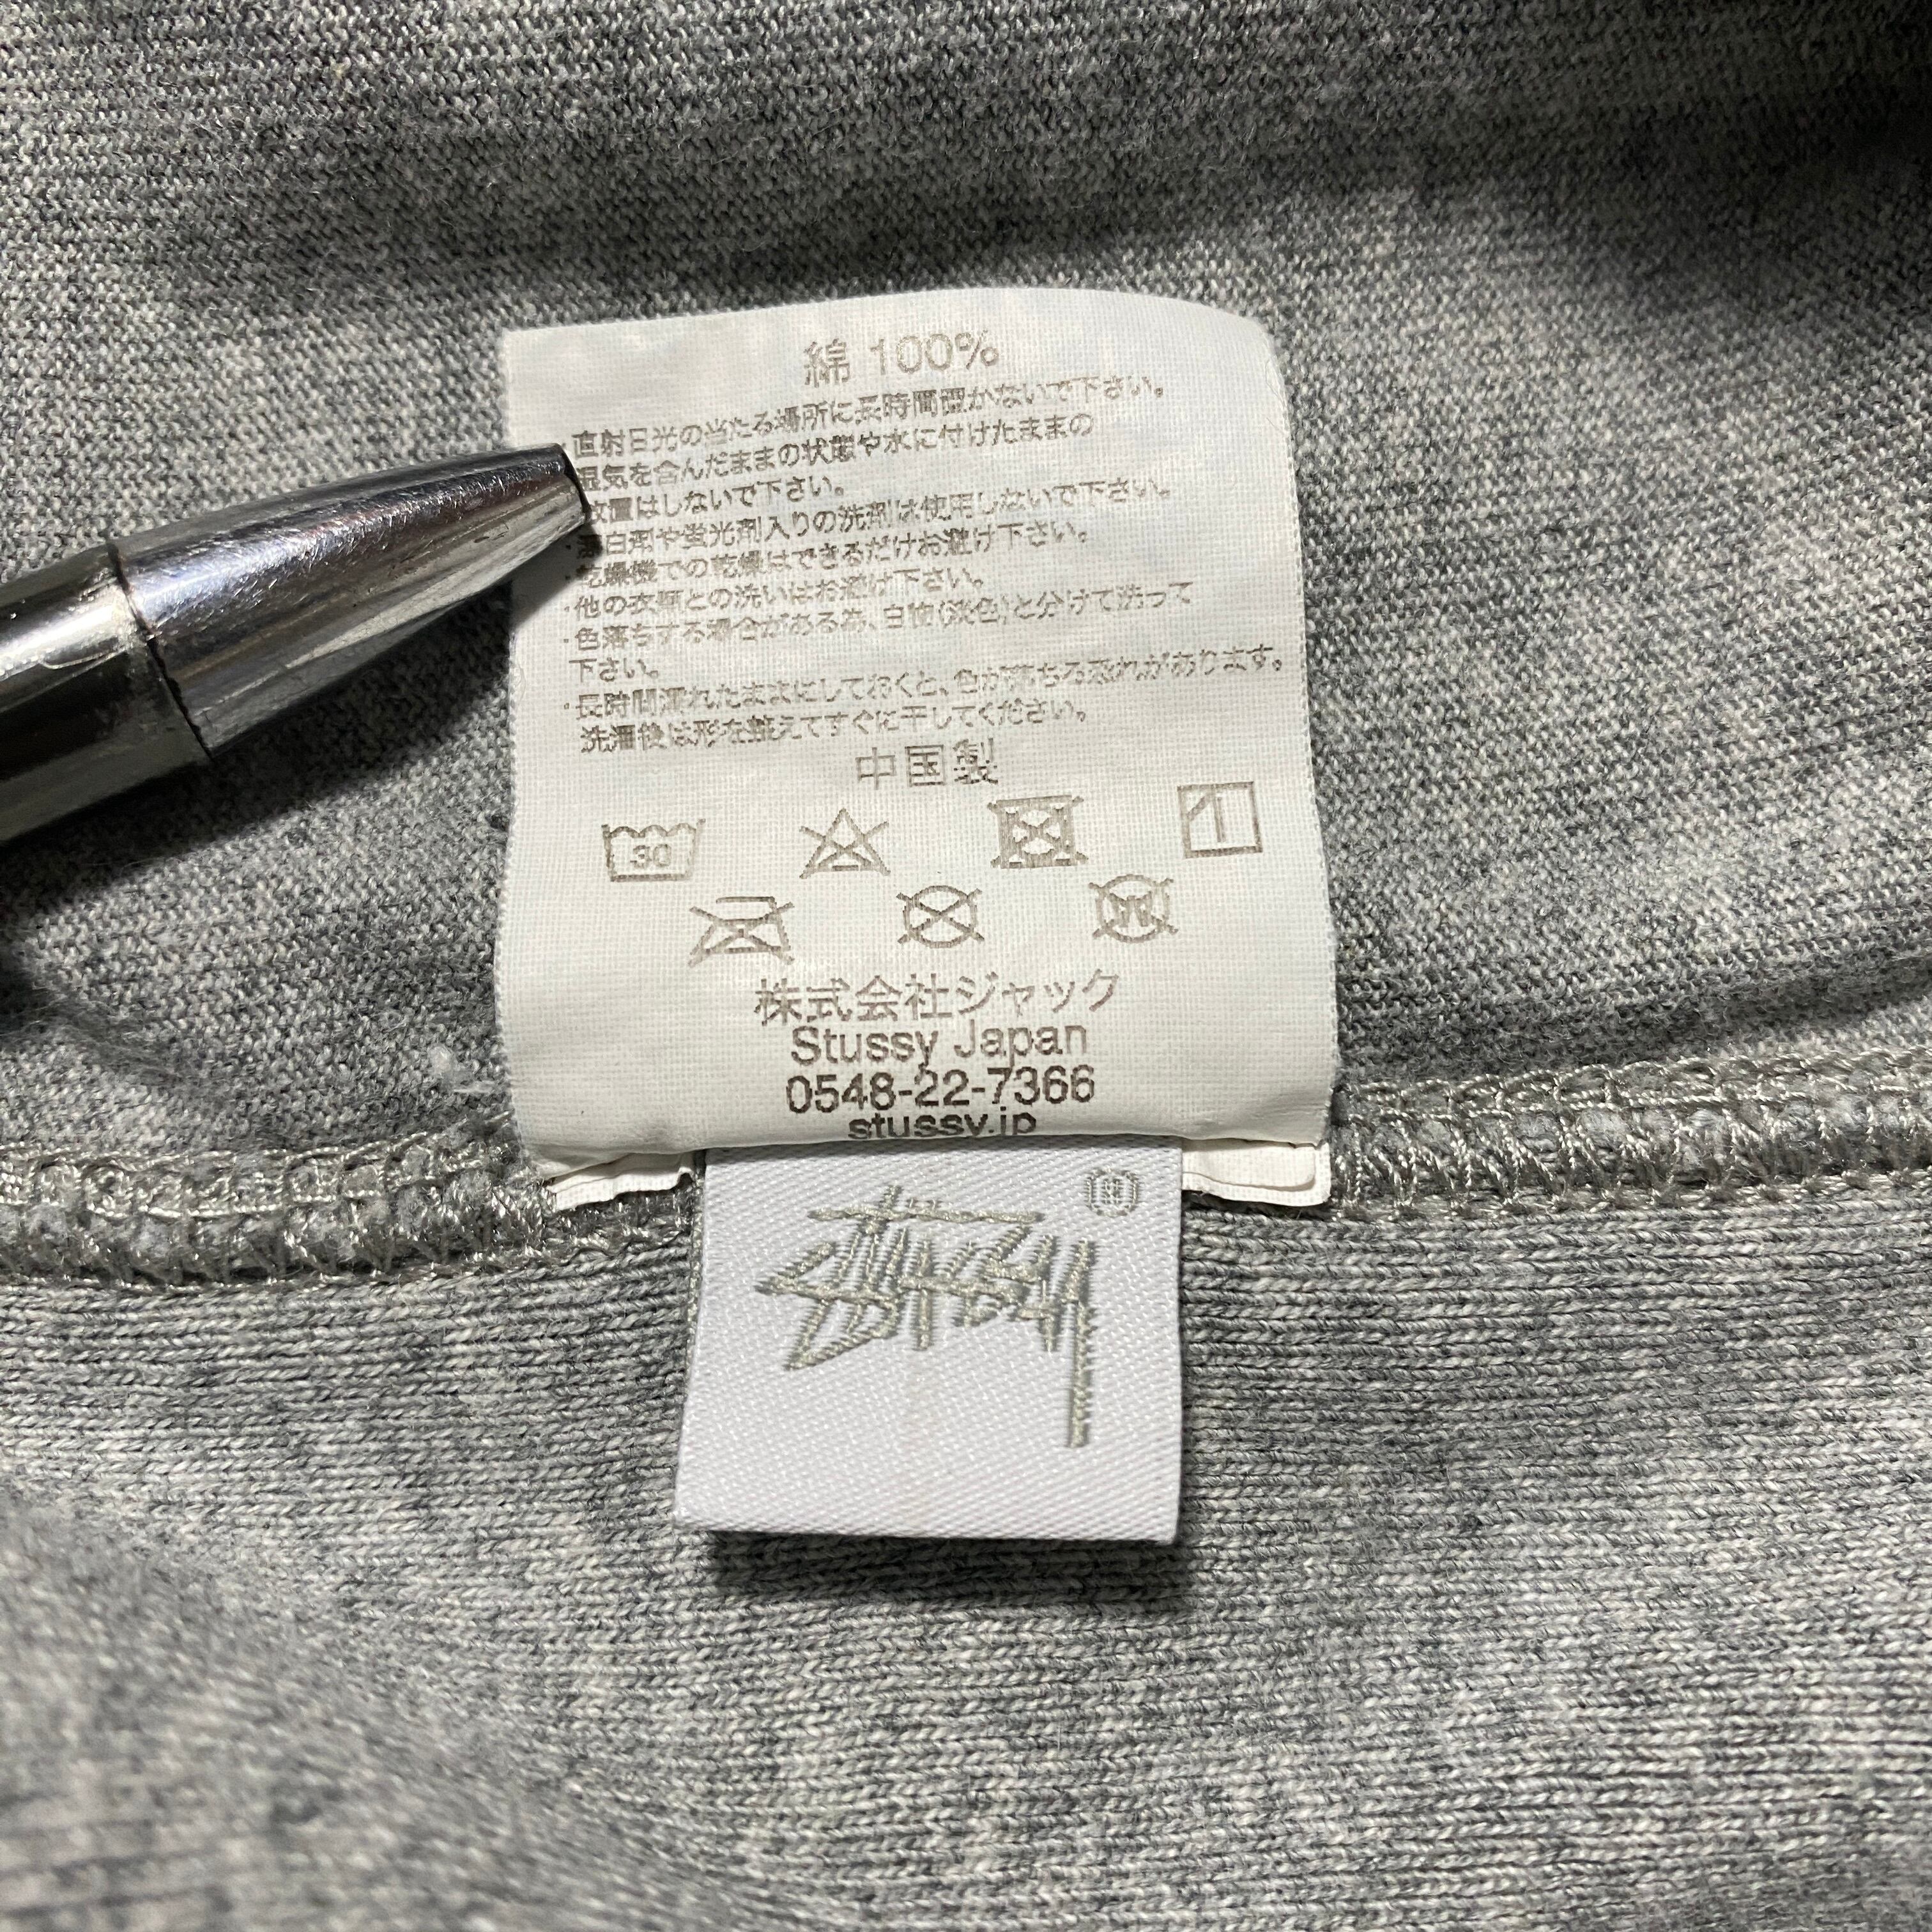 綿 100%
・直射日光の当たる場所に長時間置かないで下さい。
湿気を含んだままの状態や水に付けたままの
放置はしないで下さい。
・漂白剤や蛍光剤入りの洗剤は使用しないで下さい。
・乾燥機での乾燥はできるだけお避け下さい。
・他の衣類との洗いはお避け下さい。
・色落ちする場合がある為、白物(淡色)と分けて洗って
下さい。
・長時間濡れたままにしておくと、色が落ちる恐れがあります。
洗濯後は形を整えてすぐに干してください。
中国製
30
W
株式会社ジャック
Stussy Japan
0548-22-7366
stussy.jp
Stüssy ®